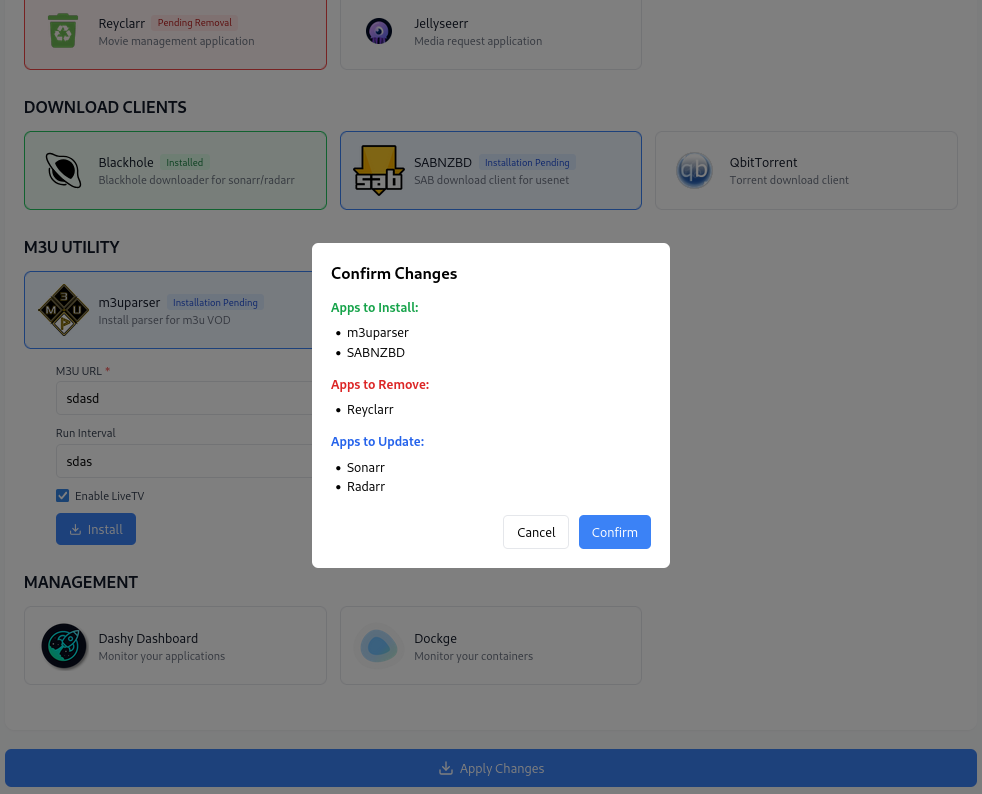 Reyclarr Pending Removal
Movie management application
Jellyseerr
Media request application
DOWNLOAD CLIENTS
Blackhole Installed
Blackhole downloader for sonarr/radarr
sab
SABNZBD Installation Pending
SAB download client for usenet
qb
QbitTorrent
Torrent download client
M3U UTILITY
3
M U
P
m3uparser Installation Pending
Install parser for m3u VOD
M3U URL *
sdasd
Run Interval
sdas
Enable LiveTV
Install
Confirm Changes
Apps to Install:
• m3uparser
• SABNZBD
Apps to Remove:
• Reyclarr
Apps to Update:
• Sonarr
• Radarr
Cancel Confirm
MANAGEMENT
Dashy Dashboard
Monitor your applications
Dockge
Monitor your containers
Apply Changes